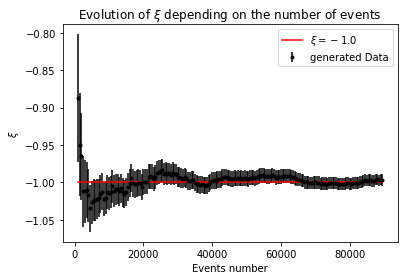 Evolution of ξ depending on the number of events
ξ = − 1.0
generated Data
−0.80
−0.85
−0.90
−0.95
−1.00
−1.05
ξ
0
20000
40000
60000
80000
Events number